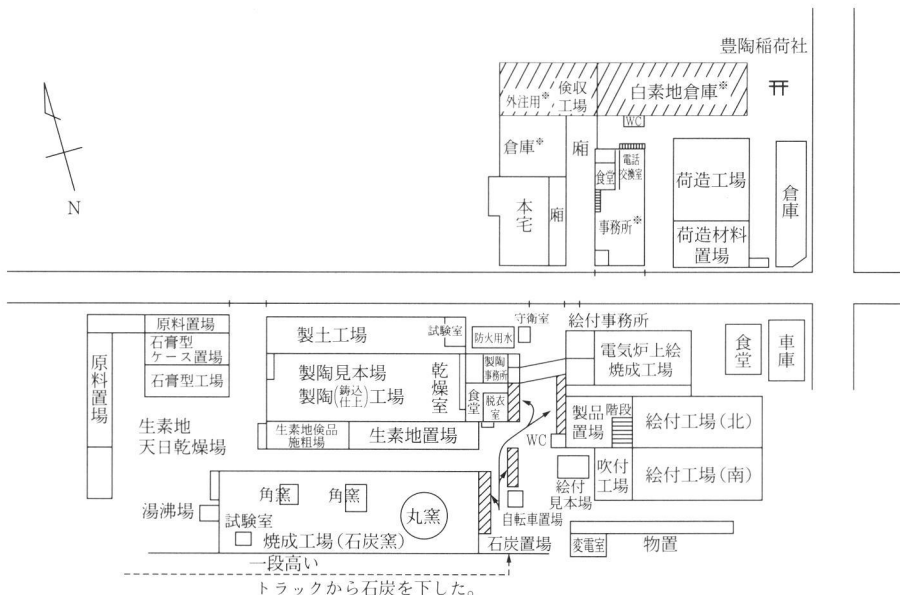 豊陶稲荷社
外注用※
検収
工場
白素地倉庫※
WC
倉庫※
廂
食堂
電話
交換室
本宅
廂
事務所※
荷造工場
荷造材料
置場
倉庫
N
原料置場
石膏型
ケース置場
石膏型工場
原料置場
生素地
天日乾燥場
製土工場
試験室
防火用水
守衛室
製陶見本場
製陶(鋳込仕上)工場
乾燥室
製陶
事務所
食堂
脱衣
室
生素地検品
施粗場
生素地置場
絵付事務所
電気炉上絵
焼成工場
食堂
車庫
製品
置場
階段
絵付工場(北)
WC
吹付
工場
絵付工場(南)
絵付
見本場
湯沸場
角窯
角窯
丸窯
試験室
焼成工場(石炭窯)
自転車置場
石炭置場
変電室
物置
一段高い
トラックから石炭を下した。